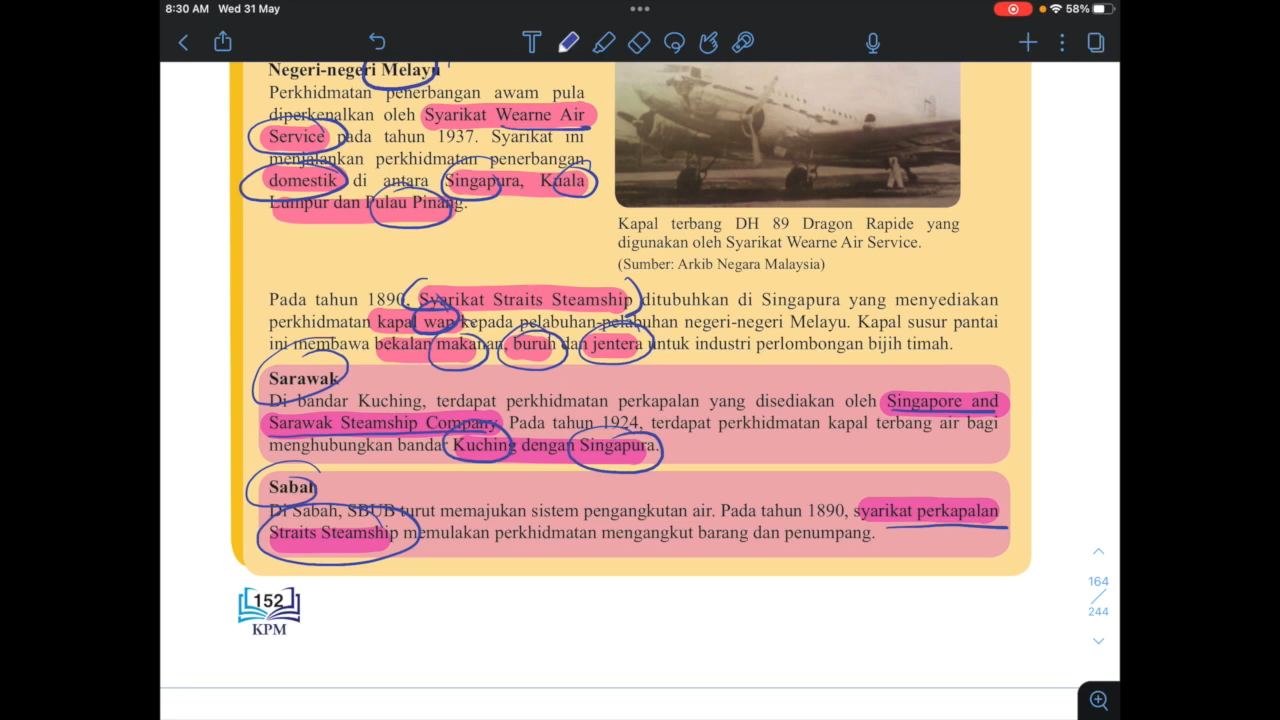 8:30 AM Wed 31 May
58%
Negeri-negeri Melayu
Perkhidmatan penerbangan awam pula
diperkenalkan oleh Syarikat Wearne Air
Service pada tahun 1937. Syarikat ini
menjalankan perkhidmatan penerbangan
domestik di antara Singapura, Kuala
Lumpur dan Pulau Pinang.
Kapal terbang DH 89 Dragon Rapide yang
digunakan oleh Syarikat Wearne Air Service.
(Sumber: Arkib Negara Malaysia)
Pada tahun 1890, Syarikat Straits Steamship ditubuhkan di Singapura yang menyediakan
perkhidmatan kapal wap kepada pelabuhan-pelabuhan negeri-negeri Melayu. Kapal susur pantai
ini membawa bekalan makanan, buruh dan jentera untuk industri perlombongan bijih timah.
Sarawak
Di bandar Kuching, terdapat perkhidmatan perkapalan yang disediakan oleh Singapore and
Sarawak Steamship Company. Pada tahun 1924, terdapat perkhidmatan kapal terbang air bagi
menghubungkan bandar Kuching dengan Singapura.
Sabah
Di Sabah, SBUB turut memajukan sistem pengangkutan air. Pada tahun 1890, syarikat perkapalan
Straits Steamship memulakan perkhidmatan mengangkut barang dan penumpang.
152
KPM
164
244